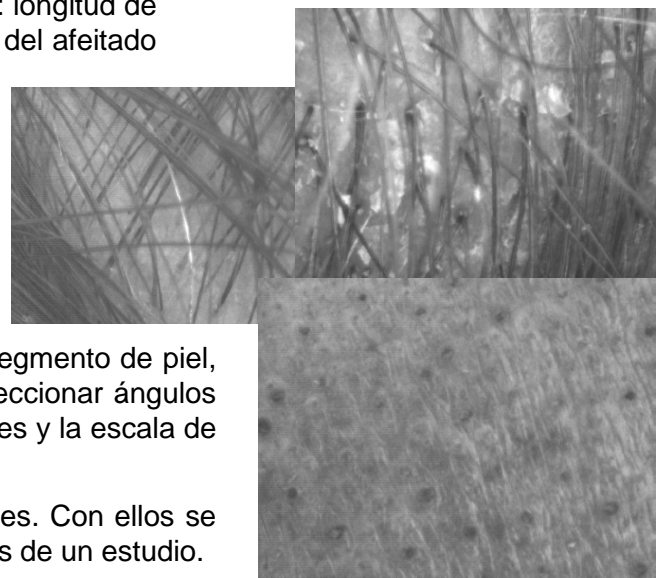 : longitud de
del afeitado
egmento de piel,
eccionar ángulos
es y la escala de
es. Con ellos se
s de un estudio.